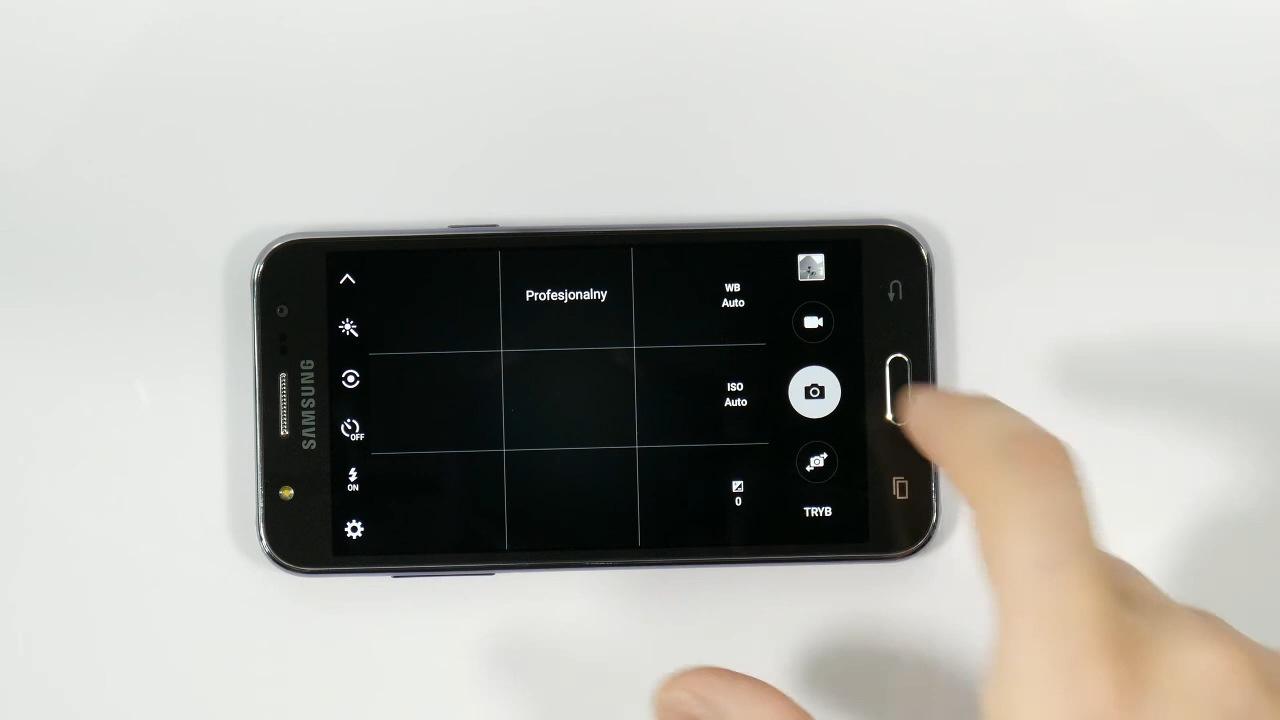 SAMSUNG
Profesjonalny
WB
Auto
ISO
Auto
0
OFF
ON
TRYB